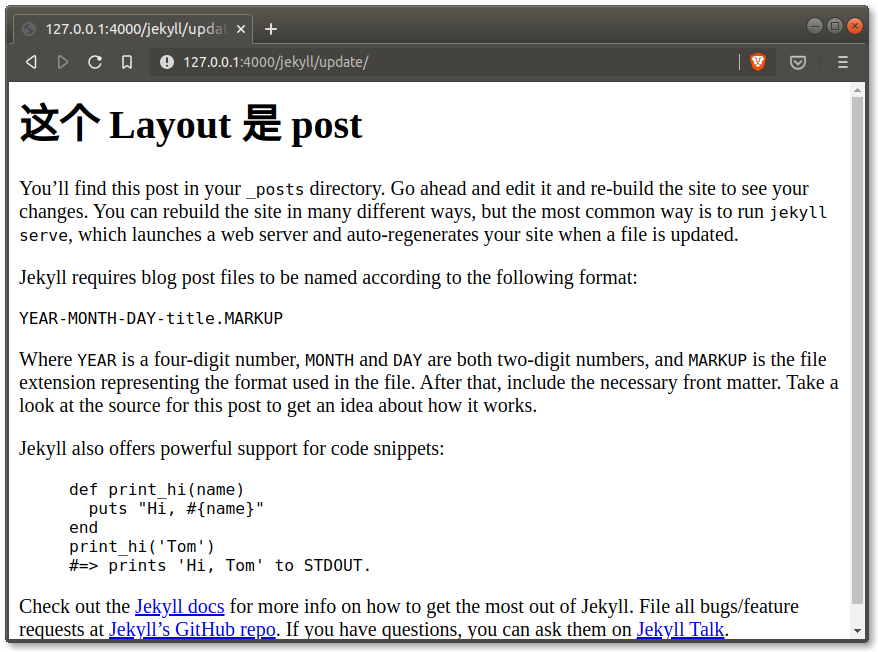 127.0.0.1:4000/jekyll/upda
127.0.0.1:4000/jekyll/update/
这个 Layout 是 post
You’ll find this post in your _posts directory. Go ahead and edit it and re-build the site to see your
changes. You can rebuild the site in many different ways, but the most common way is to run jekyll
serve, which launches a web server and auto-regenerates your site when a file is updated.
Jekyll requires blog post files to be named according to the following format:
YEAR-MONTH-DAY-title.MARKUP
Where YEAR is a four-digit number, MONTH and DAY are both two-digit numbers, and MARKUP is the file
extension representing the format used in the file. After that, include the necessary front matter. Take a
look at the source for this post to get an idea about how it works.
Jekyll also offers powerful support for code snippets:
def print_hi(name)
  puts "Hi, #{name}"
end
print_hi('Tom')
#=> prints 'Hi, Tom' to STDOUT.
Check out the Jekyll docs for more info on how to get the most out of Jekyll. File all bugs/feature
requests at Jekyll’s GitHub repo. If you have questions, you can ask them on Jekyll Talk.